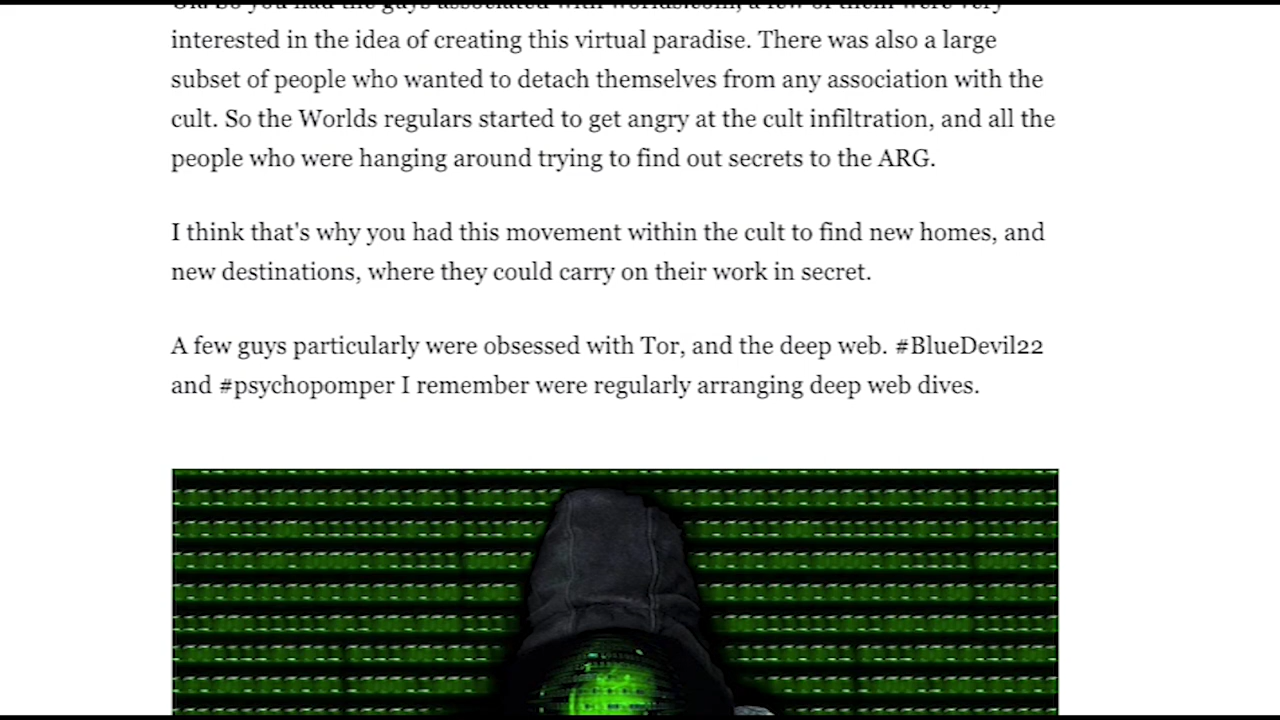 interested in the idea of creating this virtual paradise. There was also a large
subset of people who wanted to detach themselves from any association with the
cult. So the Worlds regulars started to get angry at the cult infiltration, and all the
people who were hanging around trying to find out secrets to the ARG.
I think that's why you had this movement within the cult to find new homes, and
new destinations, where they could carry on their work in secret.
A few guys particularly were obsessed with Tor, and the deep web. #BlueDevil22
and #psychopomper I remember were regularly arranging deep web dives.